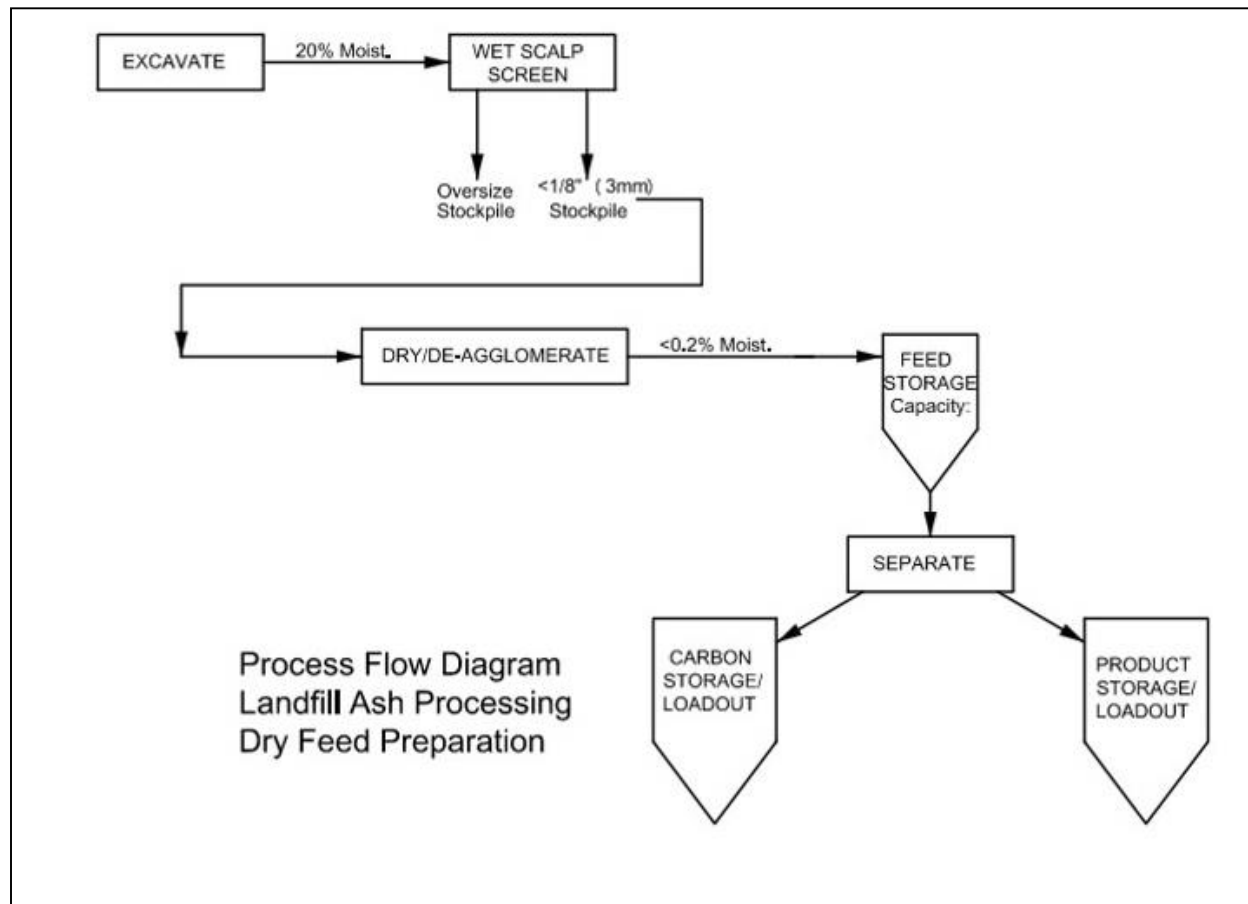 EXCAVATE
20% Moist.
WET SCALP
SCREEN
Oversize
Stockpile
<1/8" ( 3mm)
Stockpile
DRY/DE-AGGLOMERATE
<0.2% Moist.
FEED
STORAGE
Capacity:
SEPARATE
CARBON
STORAGE/
LOADOUT
PRODUCT
STORAGE/
LOADOUT
Process Flow Diagram
Landfill Ash Processing
Dry Feed Preparation